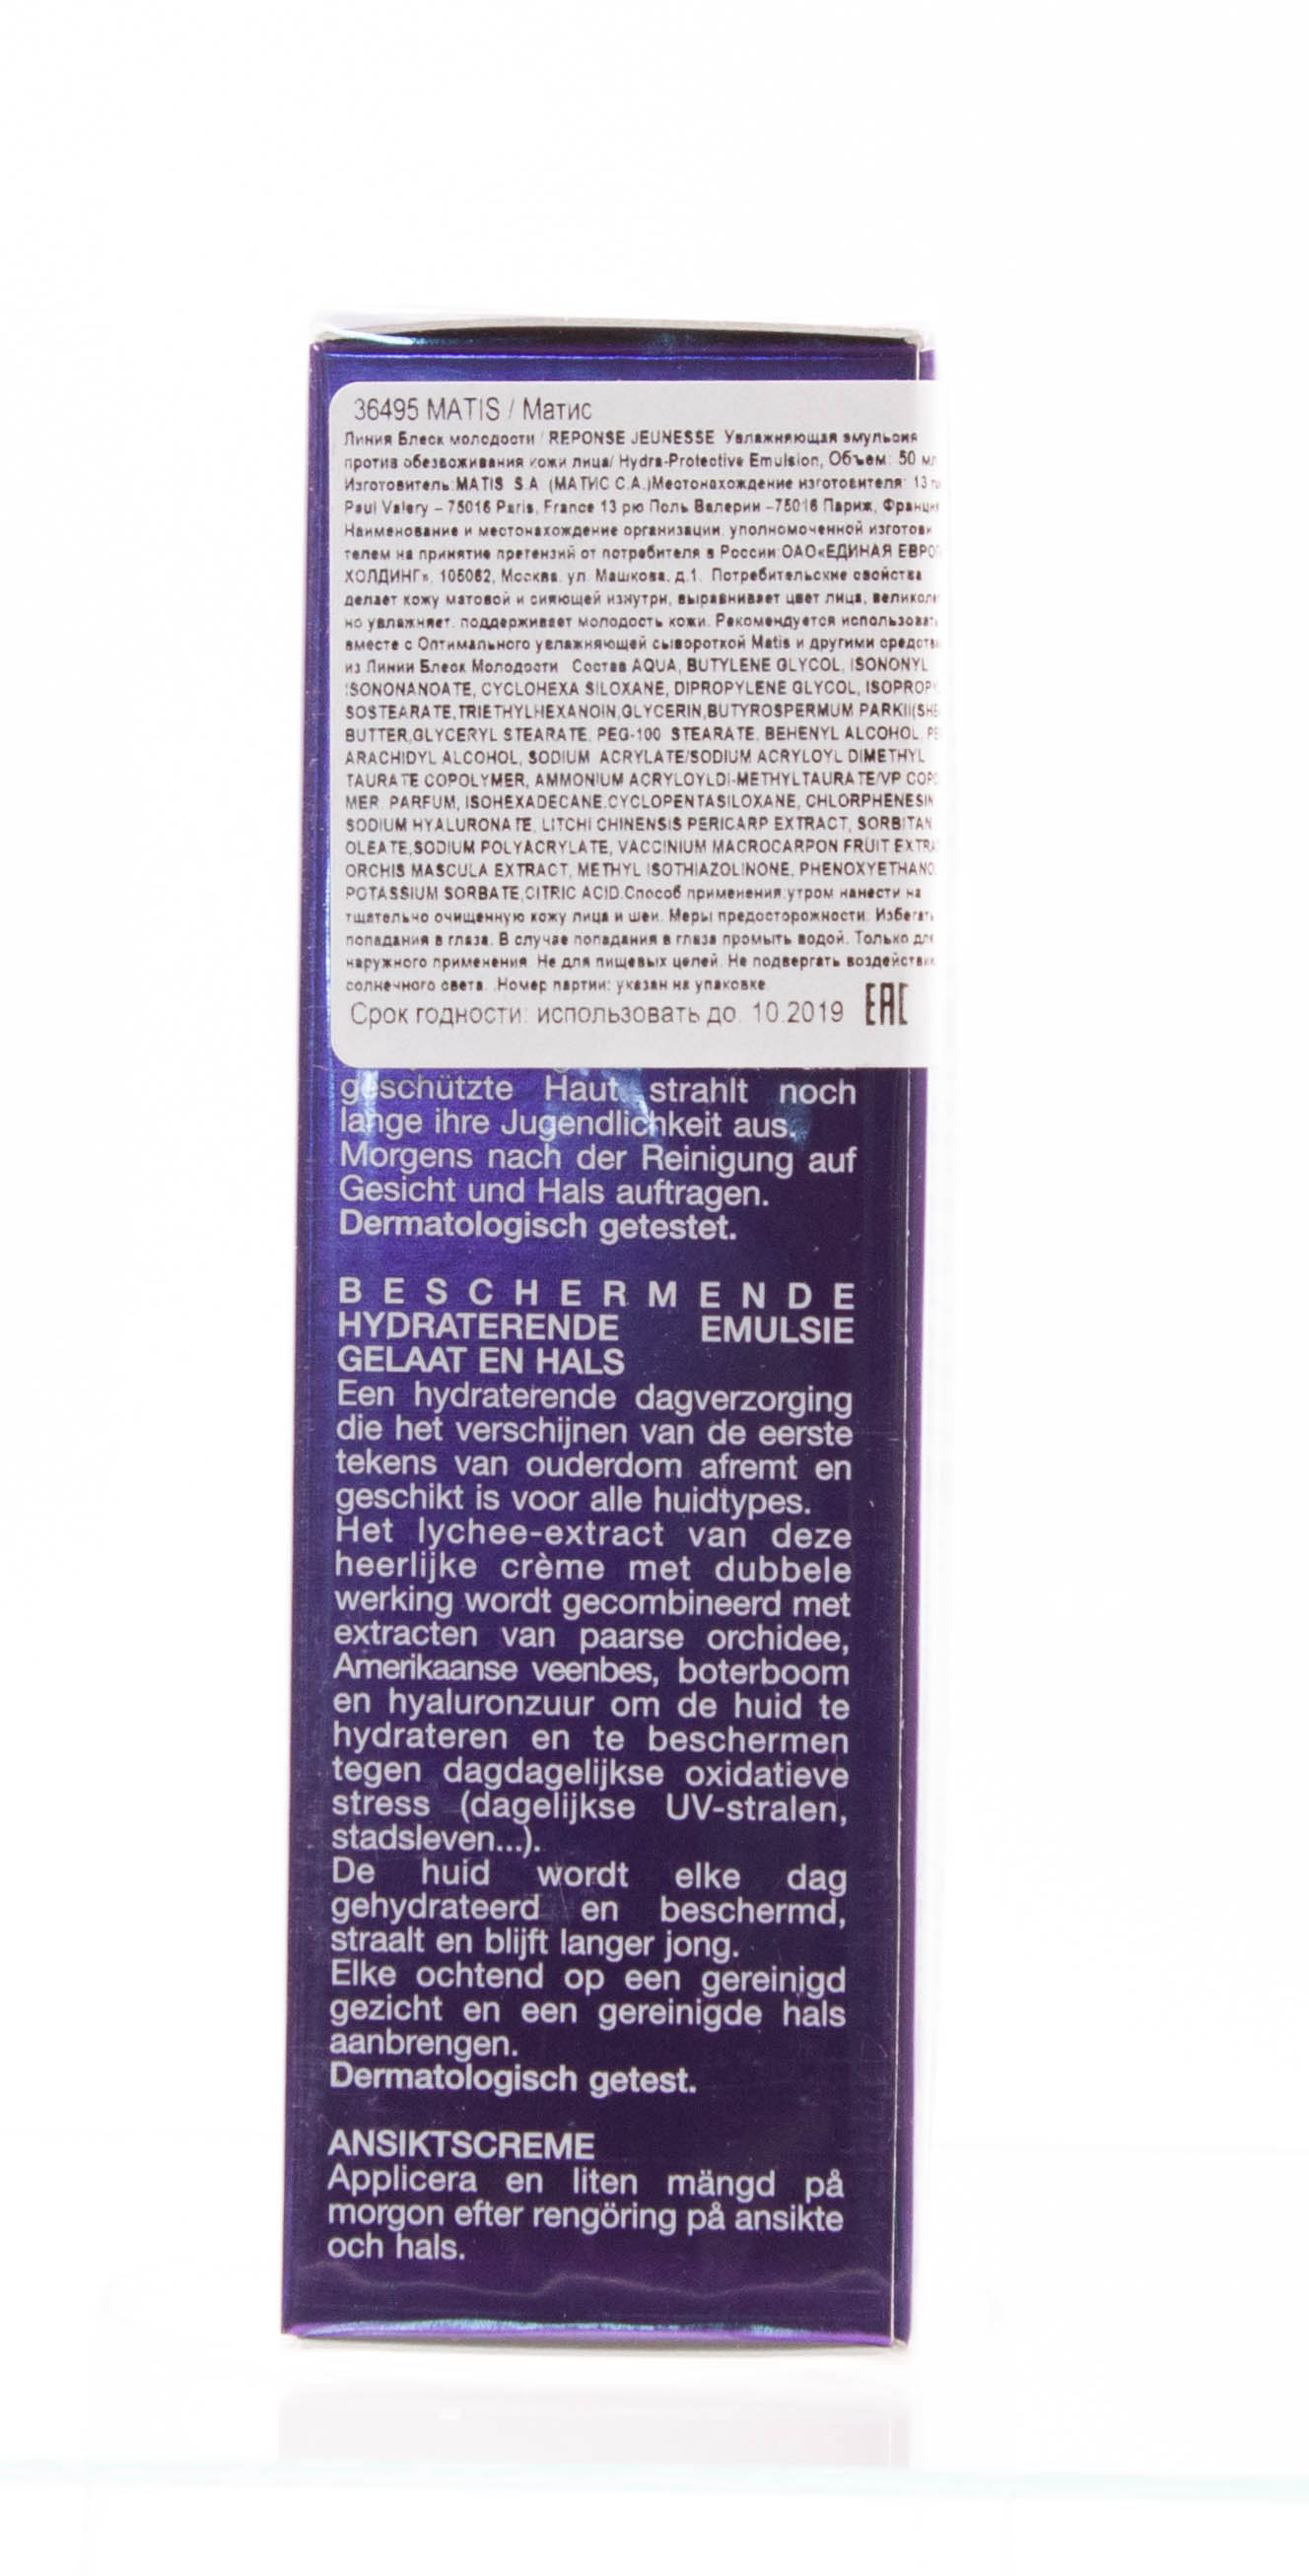 36495 MATIS / Матис
Линия Блеск молодости / REPONSE JEUNESSE Увлажняющая эмульсия
против обезвоживания кожи лица/ Hydra-Protective Emulsion, Объем: 50 мл
Изготовитель:MATIS S.A. (МАТИС С.А.)Местонахождение изготовителя: 13
Paul Valery – 75016 Paris, France 13 рю Поль Валерии –75016 Париж,
Наименование и местонахождение организации, уполномоченной изготови
телем на принятие претензий от потребителя в России:ОАО«ЕДИНАЯ
ХОЛДИНГ», 105062, Москва, ул. Машкова, д.1. Потребительские свойства
делает кожу матовой и сияющей изнутри, выравнивает цвет лица,
но увлажняет, поддерживает молодость кожи. Рекомендуется
вместе с Оптимального увлажняющей сывороткой Matis и другими
из Линии Блеск Молодости Состав AQUA, BUTYLENE GLYCOL, ISONONYL
ISONONANOATE, CYCLOHEXA SILOXANE, DIPROPYLENE GLYCOL,
SOSTEARATE,TRIETHYLHEXANOIN,GLYCERIN,BUTYROSPERMUM PARKII
BUTTER,GLYCERYL STEARATE, PEG-100 STEARATE, BEHENYL ALCOHOL,
ARACHIDYL ALCOHOL, SODIUM ACRYLATE/SODIUM ACRYLOYL DIMETHYL
TAURATE COPOLYMER, AMMONIUM ACRYLOYLDI-METHYLTAURATE/VP
MER, PARFUM, ISOHEXADECANE,CYCLOPENTASILOXANE, CHLORPHENESIN
SODIUM HYALURONATE, LITCHI CHINENSIS PERICARP EXTRACT, SORBITAN
OLEATE,SODIUM POLYACRYLATE, VACCINIUM MACROCARPON FRUIT
ORCHIS MASCULA EXTRACT, METHYL ISOTHIAZOLINONE,
POTASSIUM SORBATE,CITRIC ACID.Способ применения:утром нанести на
тщательно очищенную кожу лица и шеи. Меры предосторожности:
попадания в глаза. В случае попадания в глаза промыть водой. Только
наружного применения. Не для пищевых целей. Не подвергать
солнечного света. .Номер партии: указан на упаковке
Срок годности: использовать до: 10.2019 EAC
geschützte Haut strahlt noch
lange ihre Jugendlichkeit aus.
Morgens nach der Reinigung auf
Gesicht und Hals auftragen.
Dermatologisch getestet.
BESCHERMENDE
HYDRATERENDE EMULSIE
GELAAT EN HALS
Een hydraterende dagverzorging
die het verschijnen van de eerste
tekens van ouderdom afremt en
geschikt is voor alle huidtypes.
Het lychee-extract van deze
heerlijke crème met dubbele
werking wordt gecombineerd met
extracten van paarse orchidee,
Amerikaanse veenbes, boterboom
en hyaluronzuur om de huid te
hydrateren en te beschermen
tegen dagdagelijkse oxidatieve
stress (dagelijkse UV-stralen,
stadsleven...).
De huid wordt elke dag
gehydrateerd en beschermd,
straalt en blijft langer jong.
Elke ochtend op een gereinigd
gezicht en een gereinigde hals
aanbrengen.
Dermatologisch getest.
ANSIKTSCREME
Applicera en liten mängd på
morgon efter rengöring på ansikte
och hals.